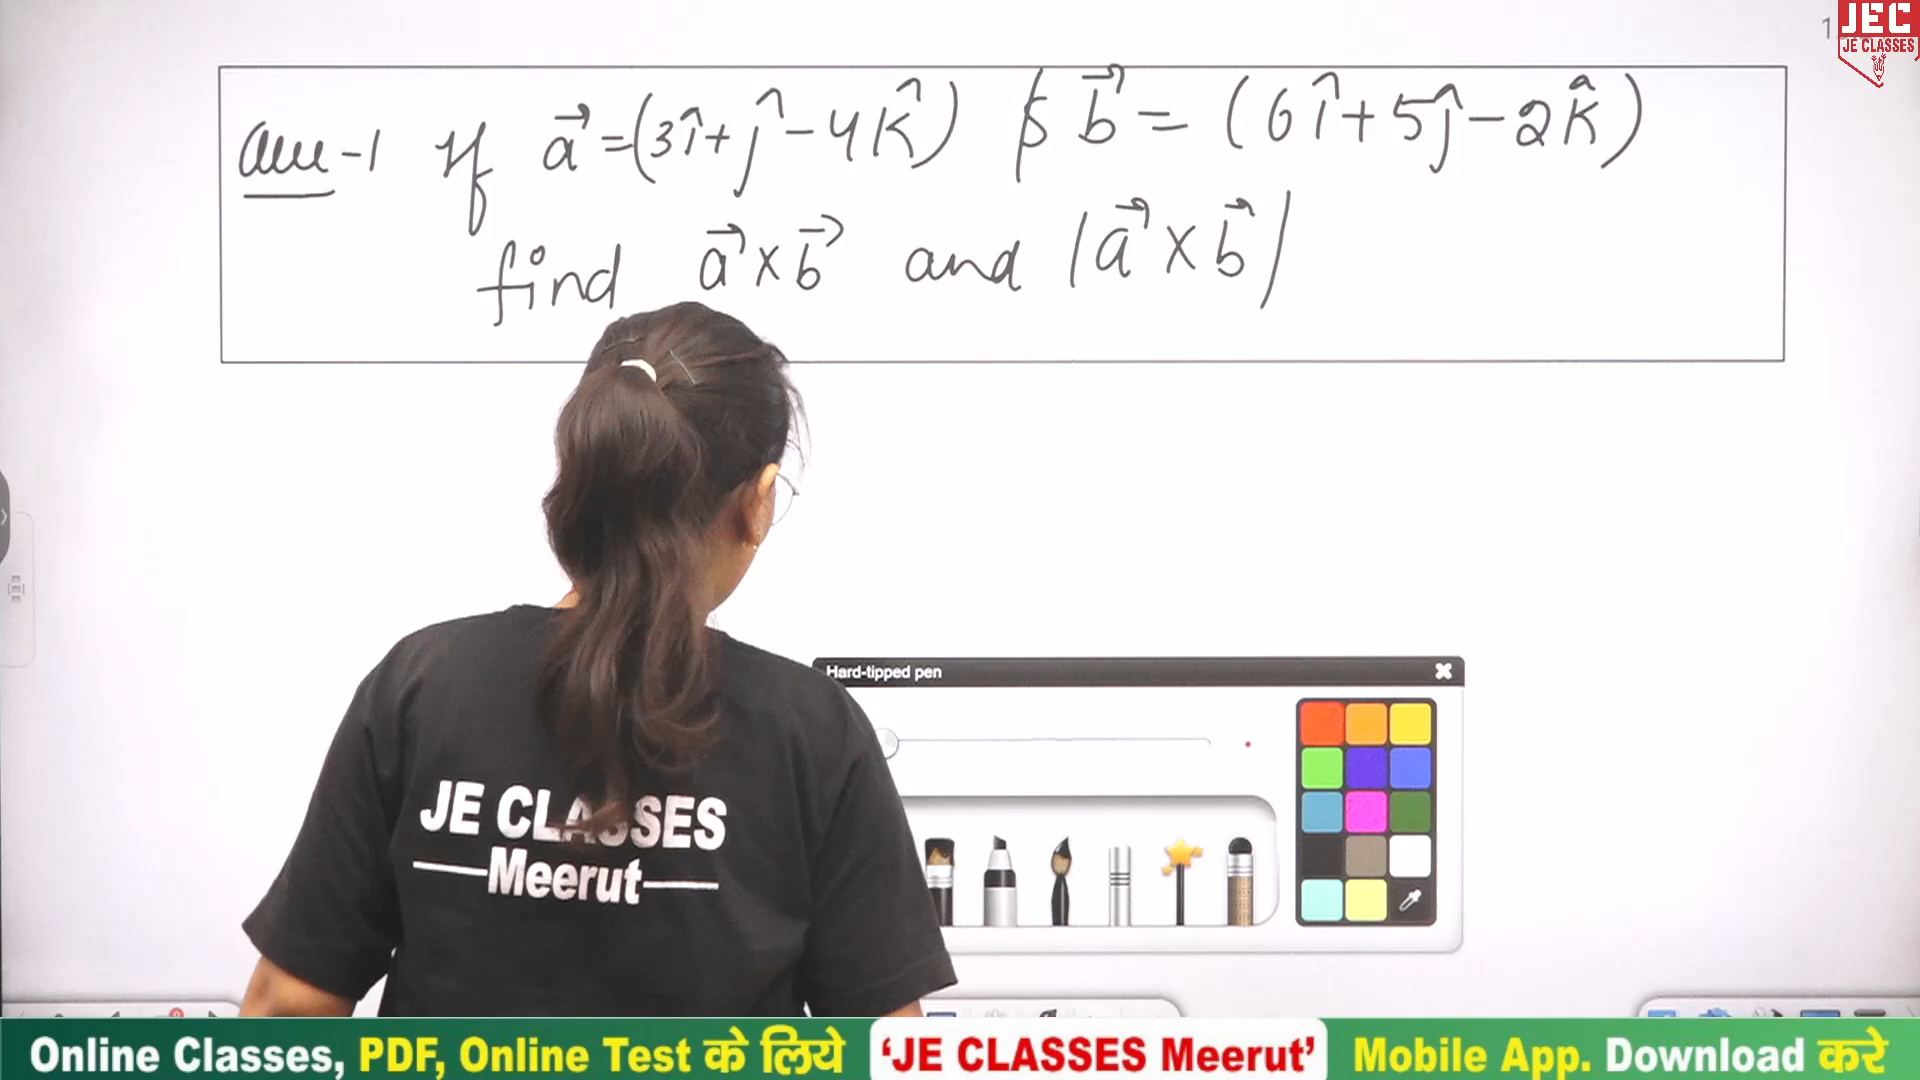 JEC
JE CLASSES
1
Que-1 If a⃗ = (3î + ĵ - 4k̂) & b⃗ = (6î + 5ĵ - 2k̂)
find a⃗ × b⃗ and |a⃗ × b⃗|
Hard-tipped pen
JE CLASSES
Meerut
Online Classes, PDF, Online Test के लिये 'JE CLASSES Meerut' Mobile App. Download करे